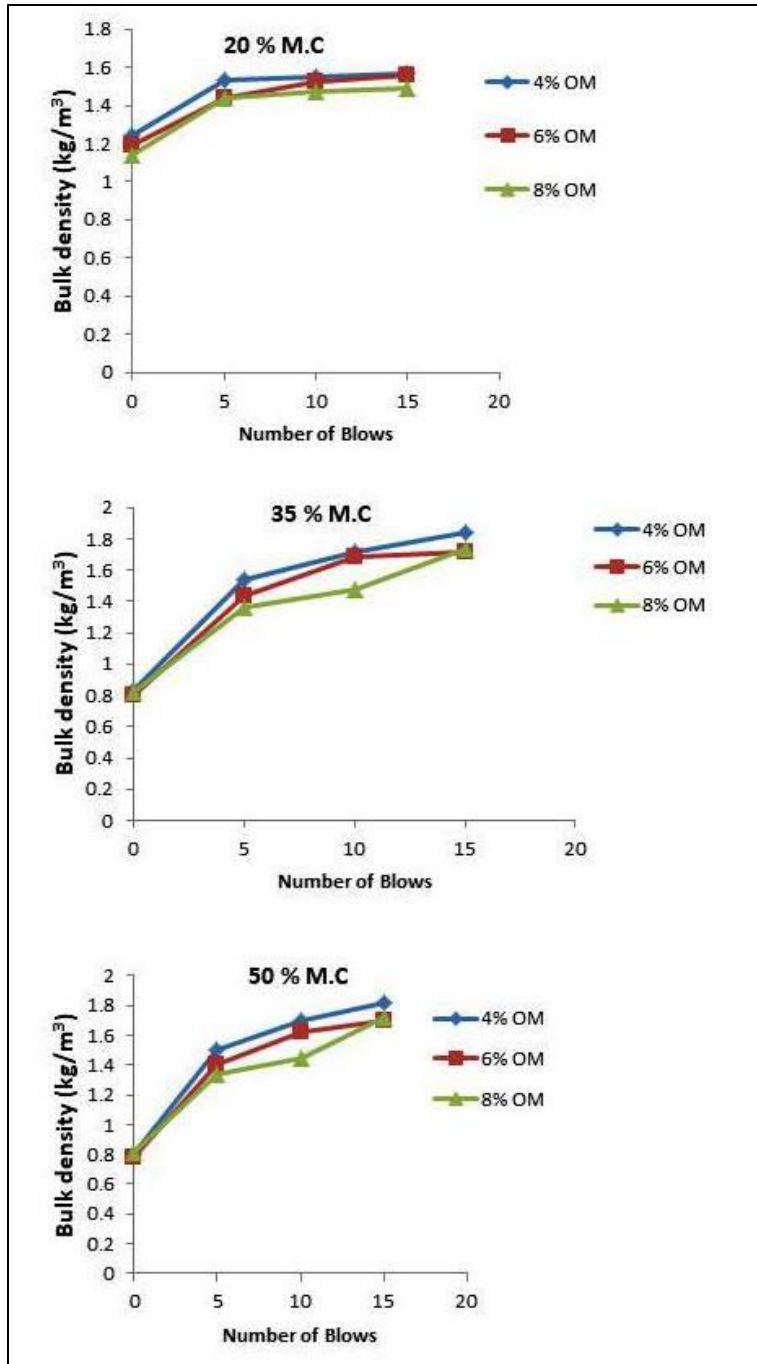 20 % M.C
Bulk density (kg/m³)
1.8
1.6
1.4
1.2
1
0.8
0.6
0.4
0.2
0
0 5 10 15 20
Number of Blows
4% OM
6% OM
8% OM
35 % M.C
Bulk density (kg/m³)
2
1.8
1.6
1.4
1.2
1
0.8
0.6
0.4
0.2
0
0 5 10 15 20
Number of Blows
4% OM
6% OM
8% OM
50 % M.C
Bulk density (kg/m³)
2
1.8
1.6
1.4
1.2
1
0.8
0.6
0.4
0.2
0
0 5 10 15 20
Number of Blows
4% OM
6% OM
8% OM